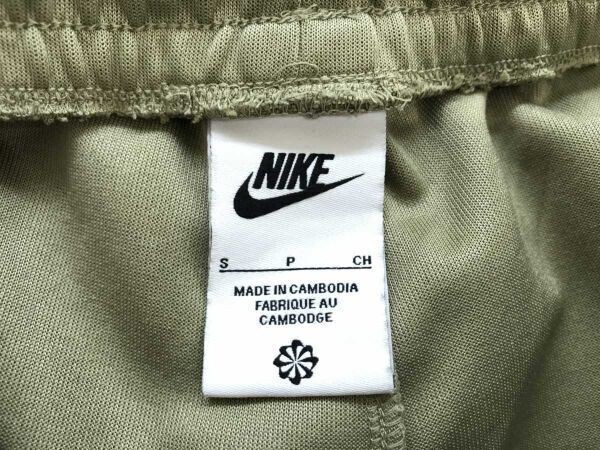 NIKE
S P CH
MADE IN CAMBODIA
FABRIQUE AU
CAMBODGE